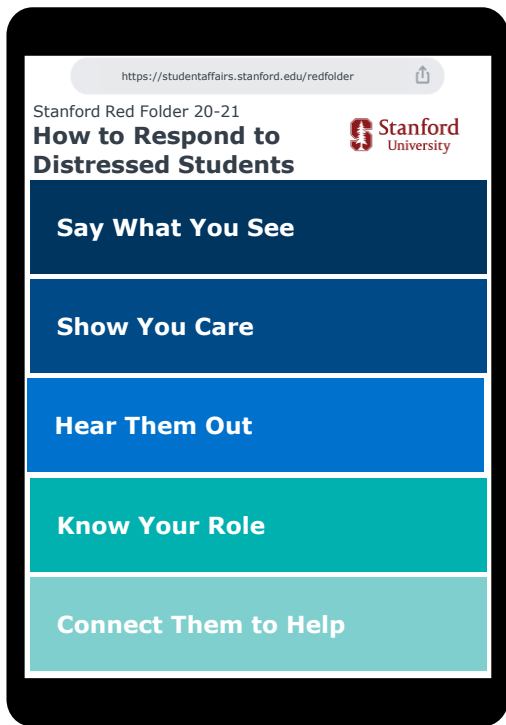 https://studentaffairs.stanford.edu/redfolder
Stanford Red Folder 20-21
How to Respond to
Distressed Students
Stanford
University
Say What You See
Show You Care
Hear Them Out
Know Your Role
Connect Them to Help